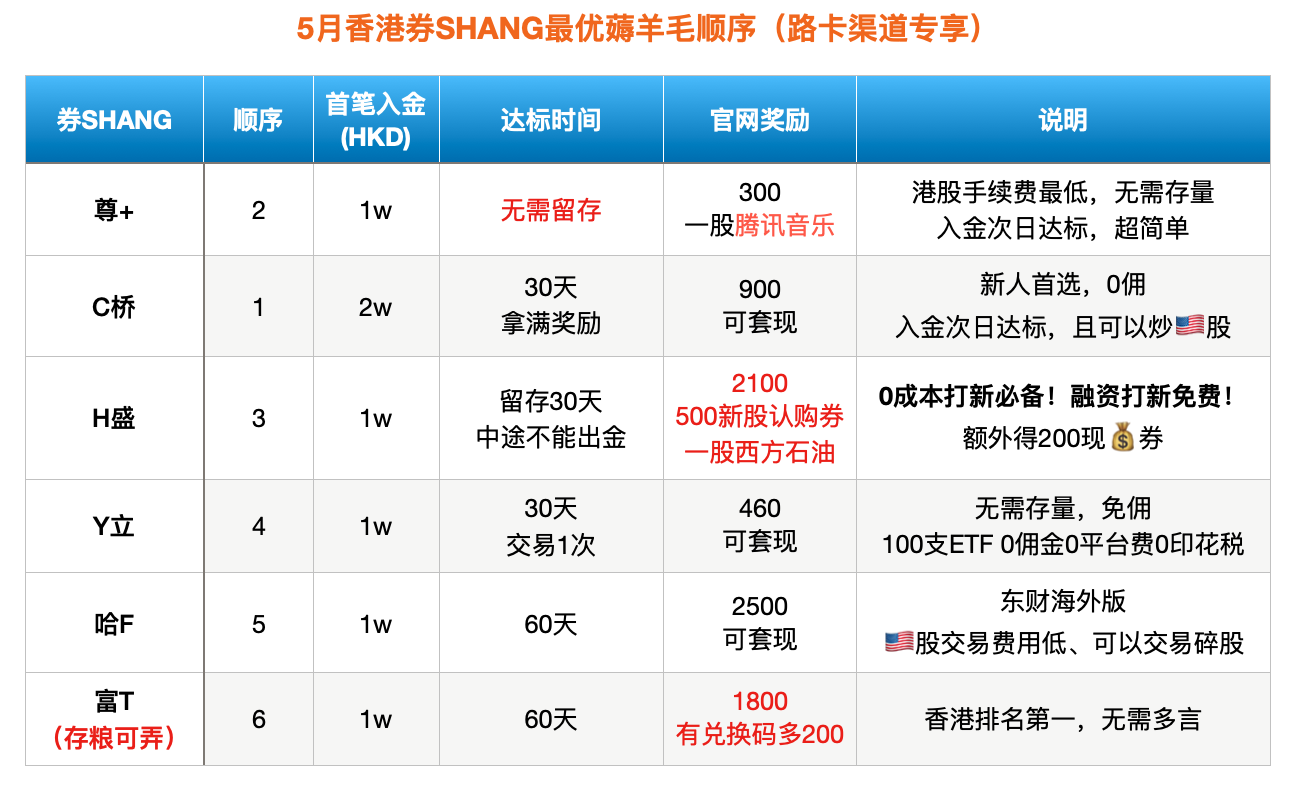 5月香港券SHANG最优薅羊毛顺序（路卡渠道专享）
券SHANG
顺序
首笔入金
(HKD)
达标时间
官网奖励
说明
尊+
2
1w
无需留存
300
一股腾讯音乐
港股手续费最低，无需存量
入金次日达标，超简单
C桥
1
2w
30天
拿满奖励
900
可套现
新人首选，0佣
入金次日达标，且可以炒🇺🇸股
H盛
3
1w
留存30天
中途不能出金
2100
500新股认购券
一股西方石油
0成本打新必备！融资打新免费！
额外得200现💰券
Y立
4
1w
30天
交易1次
460
可套现
无需存量，免佣
100支ETF 0佣金0平台费0印花税
哈F
5
1w
60天
2500
可套现
东财海外版
🇺🇸股交易费用低、可以交易碎股
富T
（存粮可弄）
6
1w
60天
1800
有兑换码多200
香港排名第一，无需多言